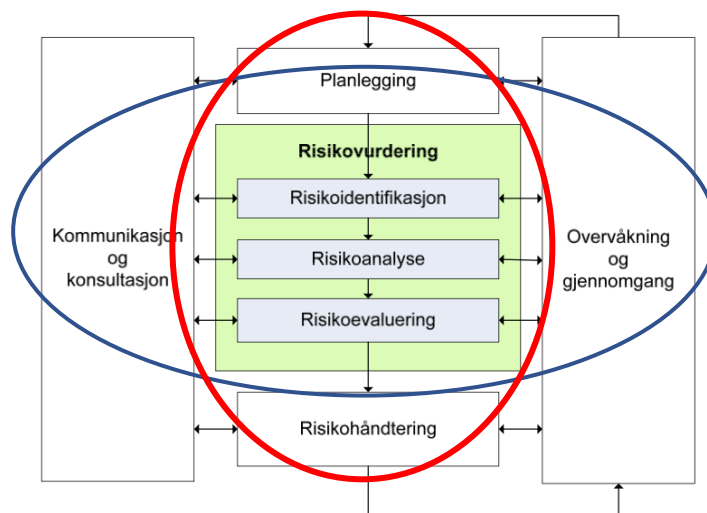 Planlegging
Risikovurdering
Risikoidentifikasjon
Kommunikasjon
og
konsultasjon
Risikoanalyse
Overvåkning
og
gjennomgang
Risikoevaluering
Risikohåndtering